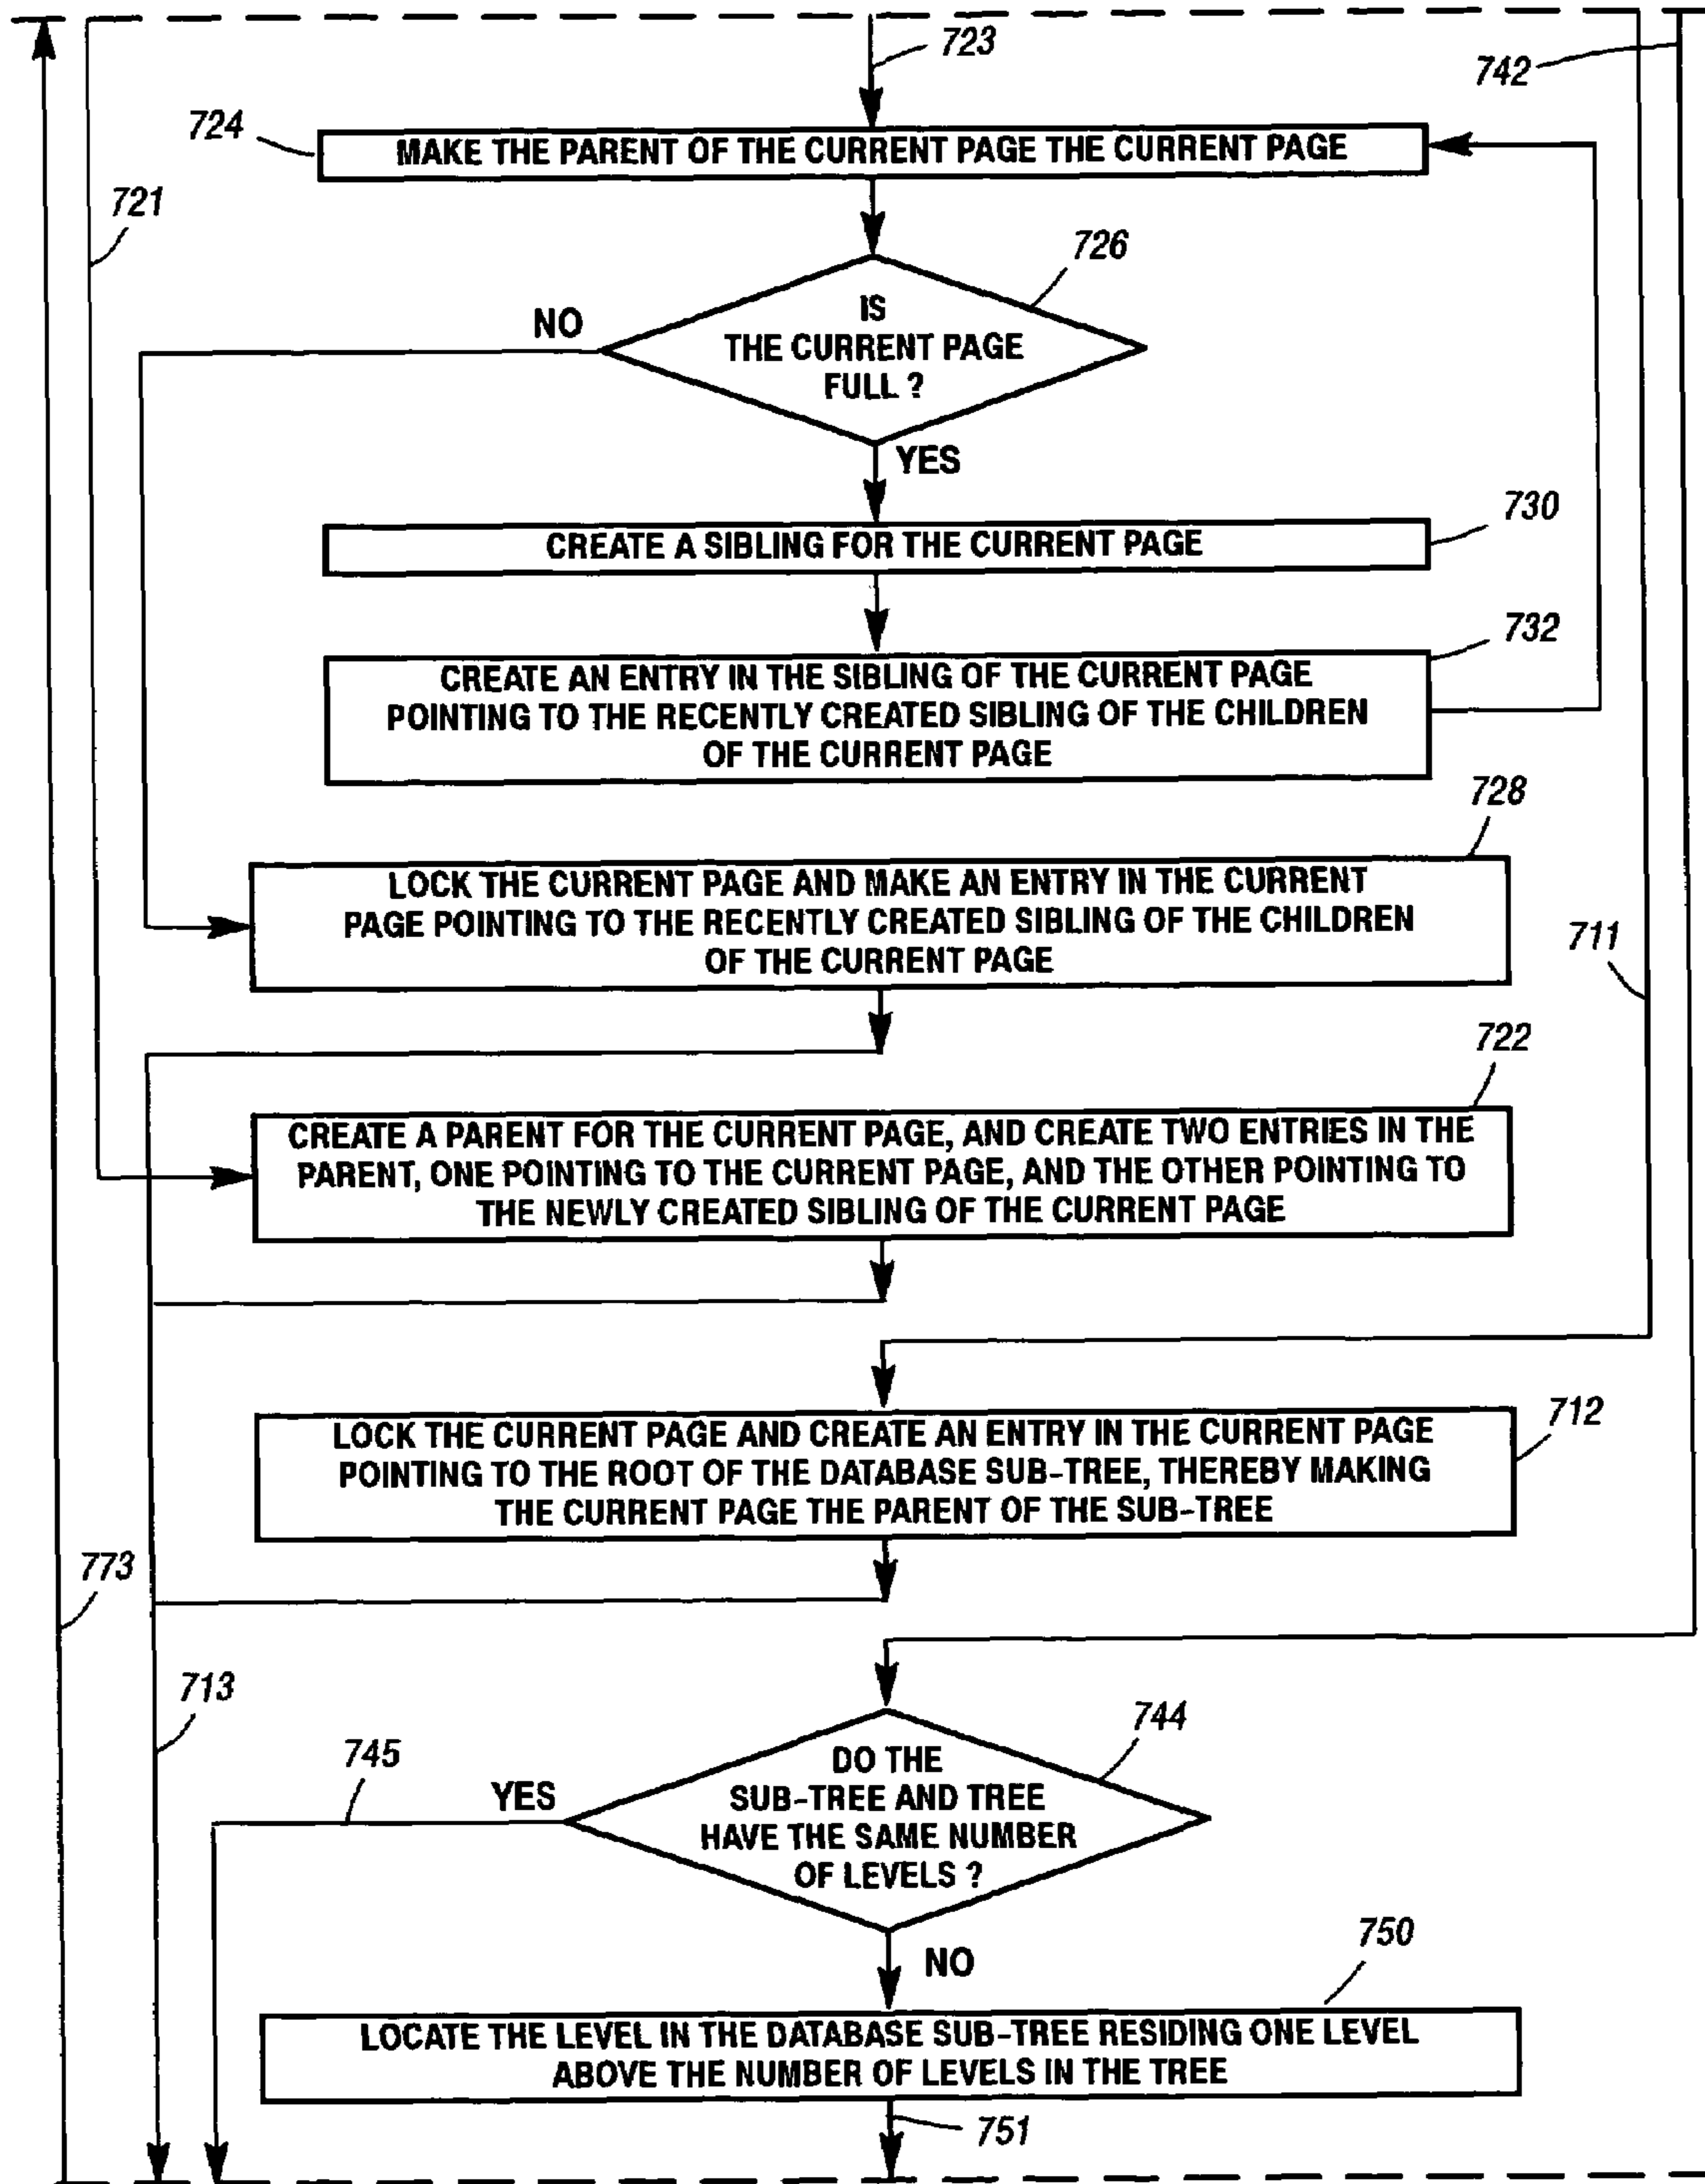 723
742
724
MAKE THE PARENT OF THE CURRENT PAGE THE CURRENT PAGE
721
726
IS
THE CURRENT PAGE
FULL ?
NO
YES
730
CREATE A SIBLING FOR THE CURRENT PAGE
732
CREATE AN ENTRY IN THE SIBLING OF THE CURRENT PAGE
POINTING TO THE RECENTLY CREATED SIBLING OF THE CHILDREN
OF THE CURRENT PAGE
728
LOCK THE CURRENT PAGE AND MAKE AN ENTRY IN THE CURRENT
PAGE POINTING TO THE RECENTLY CREATED SIBLING OF THE CHILDREN
OF THE CURRENT PAGE
711
722
CREATE A PARENT FOR THE CURRENT PAGE, AND CREATE TWO ENTRIES IN THE
PARENT, ONE POINTING TO THE CURRENT PAGE, AND THE OTHER POINTING TO
THE NEWLY CREATED SIBLING OF THE CURRENT PAGE
712
LOCK THE CURRENT PAGE AND CREATE AN ENTRY IN THE CURRENT PAGE
POINTING TO THE ROOT OF THE DATABASE SUB-TREE, THEREBY MAKING
THE CURRENT PAGE THE PARENT OF THE SUB-TREE
773
713
744
745
YES
DO THE
SUB-TREE AND TREE
HAVE THE SAME NUMBER
OF LEVELS ?
NO
750
LOCATE THE LEVEL IN THE DATABASE SUB-TREE RESIDING ONE LEVEL
ABOVE THE NUMBER OF LEVELS IN THE TREE
751